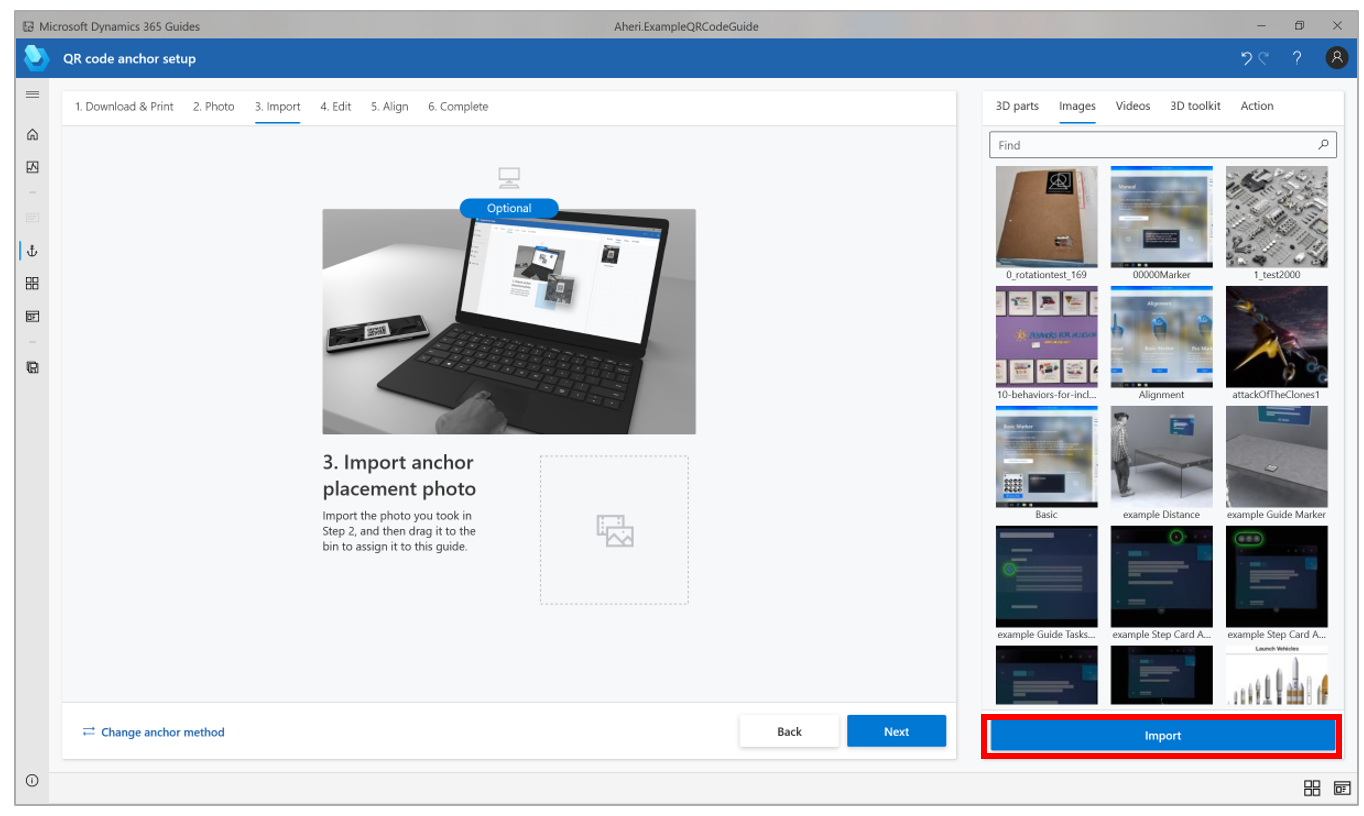 Microsoft Dynamics 365 Guides
Aheri.ExampleQRCodeGuide
QR code anchor setup
?
1. Download & Print
2. Photo
3. Import
4. Edit
5. Align
6. Complete
Optional
3. Import anchor
placement photo
Import the photo you took in
Step 2, and then drag it to the
bin to assign it to this guide.
Change anchor method
Back
Next
3D parts
Images
Videos
3D toolkit
Action
Find
0_rotationtest_169
00000Marker
1_test2000
10-behaviors-for-incl...
Alignment
attackOfTheClones1
Basic
example Distance
example Guide Marker
example Guide Tasks...
example Step Card A...
example Step Card A...
Launch Vehicles
Import